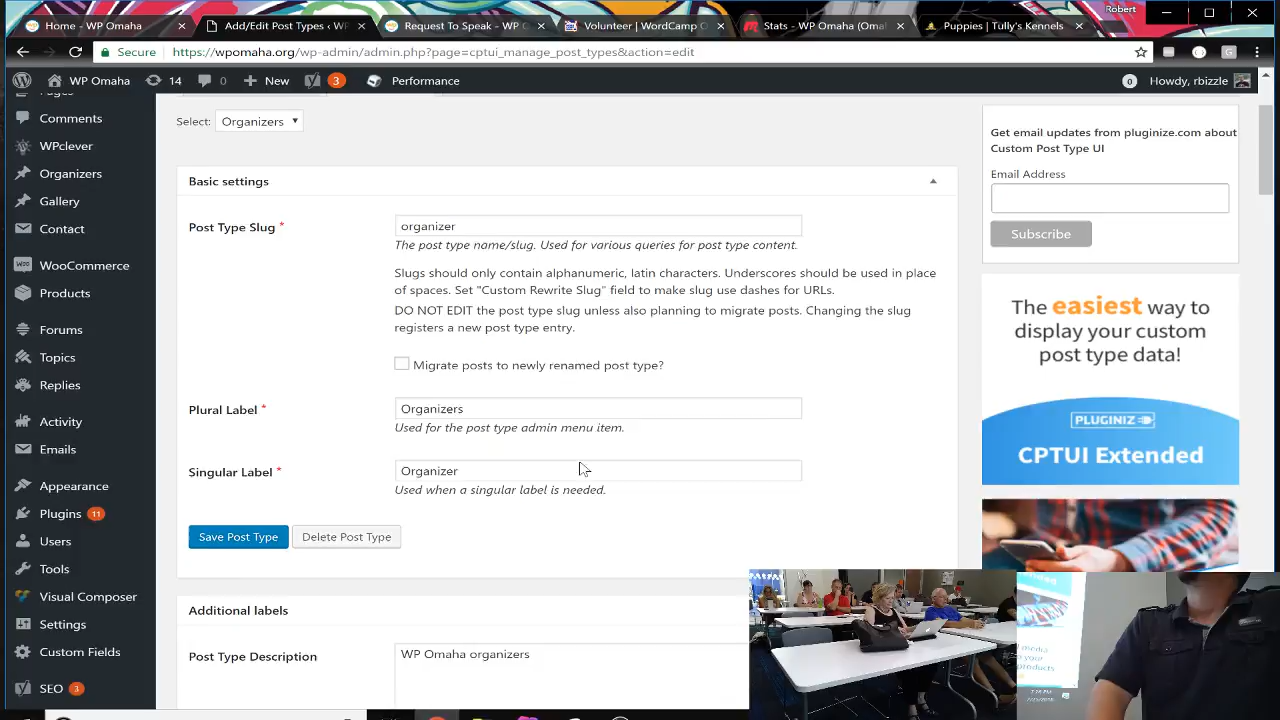 Robert
Home - WP Omaha
Add/Edit Post Types ‹ WP
Request To Speak - WP O
Volunteer | WordCamp O
Stats - WP Omaha (Omal
Puppies | Tully's Kennels
Secure
https://wpomaha.org/wp-admin/admin.php?page=cptui_manage_post_types&action=edit
WP Omaha
14
0
New
3
Performance
0
Howdy, rbizzle
Pages
Comments
WPclever
Organizers
Gallery
Contact
WooCommerce
Products
Forums
Topics
Replies
Activity
Emails
Appearance
Plugins 11
Users
Tools
Visual Composer
Settings
Custom Fields
SEO 3
Select: Organizers
Basic settings
Post Type Slug *
organizer
The post type name/slug. Used for various queries for post type content.
Slugs should only contain alphanumeric, latin characters. Underscores should be used in place
of spaces. Set "Custom Rewrite Slug" field to make slug use dashes for URLs.
DO NOT EDIT the post type slug unless also planning to migrate posts. Changing the slug
registers a new post type entry.
Migrate posts to newly renamed post type?
Plural Label *
Organizers
Used for the post type admin menu item.
Singular Label *
Organizer
Used when a singular label is needed.
Save Post Type
Delete Post Type
Additional labels
Post Type Description
WP Omaha organizers
Get email updates from pluginize.com about
Custom Post Type UI
Email Address
Subscribe
The easiest way to
display your custom
post type data!
PLUGINIZ
CPTUI Extended